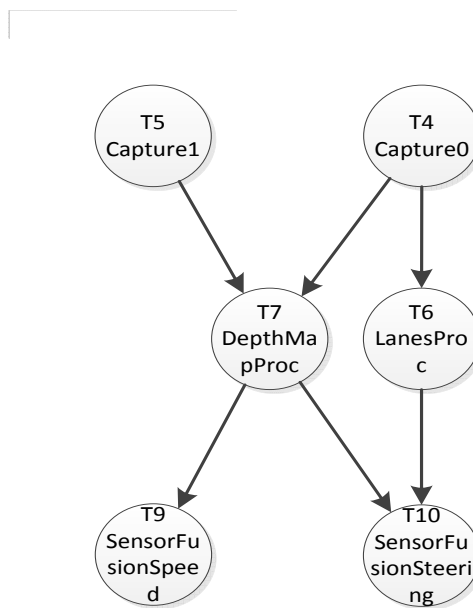 T5
Capture1
T4
Capture0
T7
DepthMa
pProc
T6
LanesPro
c
T9
SensorFu
sionSpee
d
T10
SensorFu
sionSteeri
ng